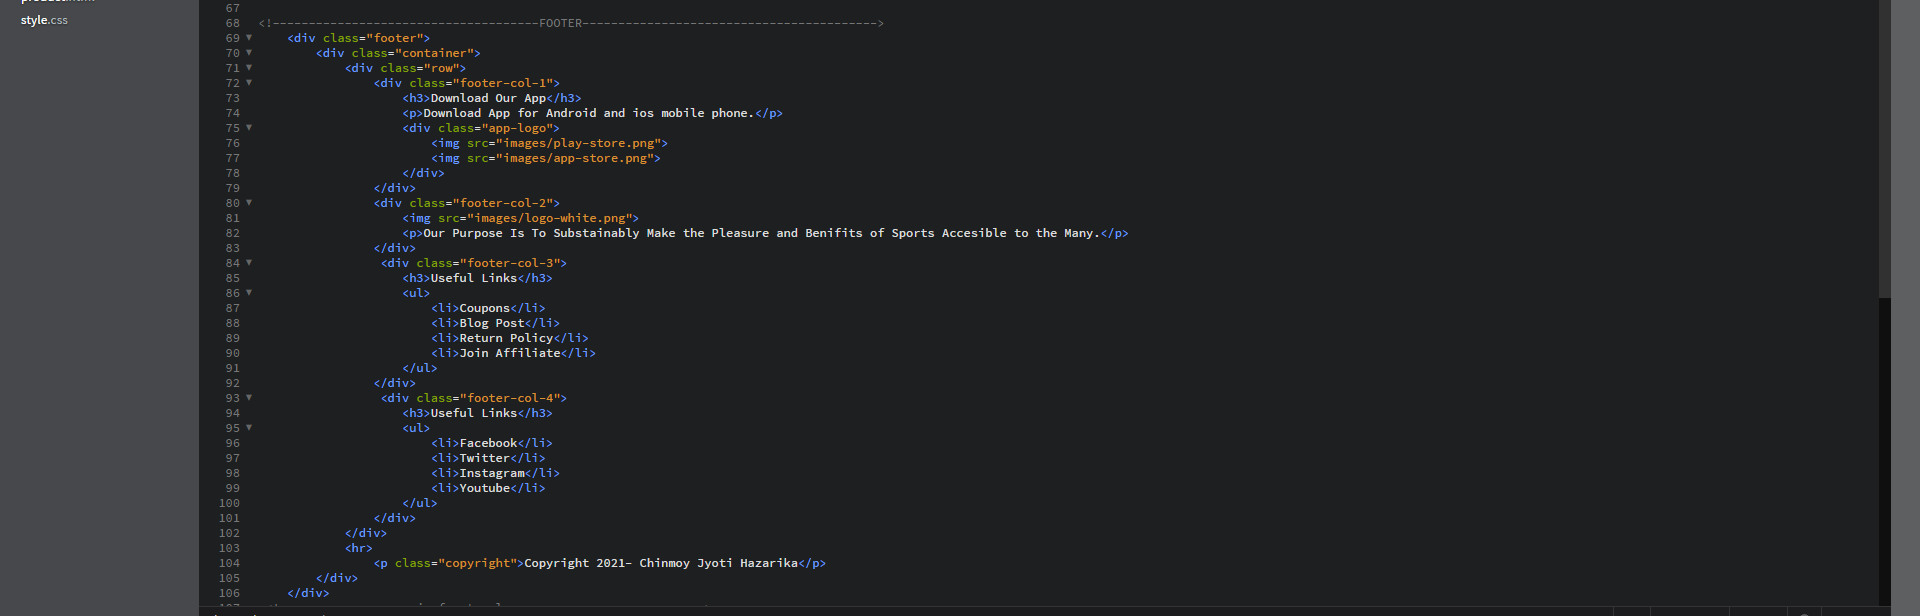 style.css
67
68 <!-------------------------------------FOOTER----------------------------------------->
69 <div class="footer">
70 <div class="container">
71 <div class="row">
72 <div class="footer-col-1">
73 <h3>Download Our App</h3>
74 <p>Download App for Android and ios mobile phone.</p>
75 <div class="app-logo">
76 <img src="images/play-store.png">
77 <img src="images/app-store.png">
78 </div>
79 </div>
80 <div class="footer-col-2">
81 <img src="images/logo-white.png">
82 <p>Our Purpose Is To Substainably Make the Pleasure and Benifits of Sports Accesible to the Many.</p>
83 </div>
84 <div class="footer-col-3">
85 <h3>Useful Links</h3>
86 <ul>
87 <li>Coupons</li>
88 <li>Blog Post</li>
89 <li>Return Policy</li>
90 <li>Join Affiliate</li>
91 </ul>
92 </div>
93 <div class="footer-col-4">
94 <h3>Useful Links</h3>
95 <ul>
96 <li>Facebook</li>
97 <li>Twitter</li>
98 <li>Instagram</li>
99 <li>Youtube</li>
100 </ul>
101 </div>
102 </div>
103 <hr>
104 <p class="copyright">Copyright 2021- Chinmoy Jyoti Hazarika</p>
105 </div>
106 </div>